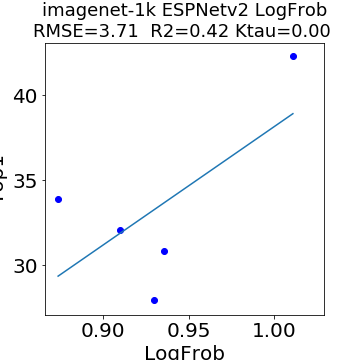 imagenet-1k ESPNetv2 LogFrob
RMSE=3.71 R2=0.42 Ktau=0.00
40
35
30
0.90 0.95 1.00
LogFrob